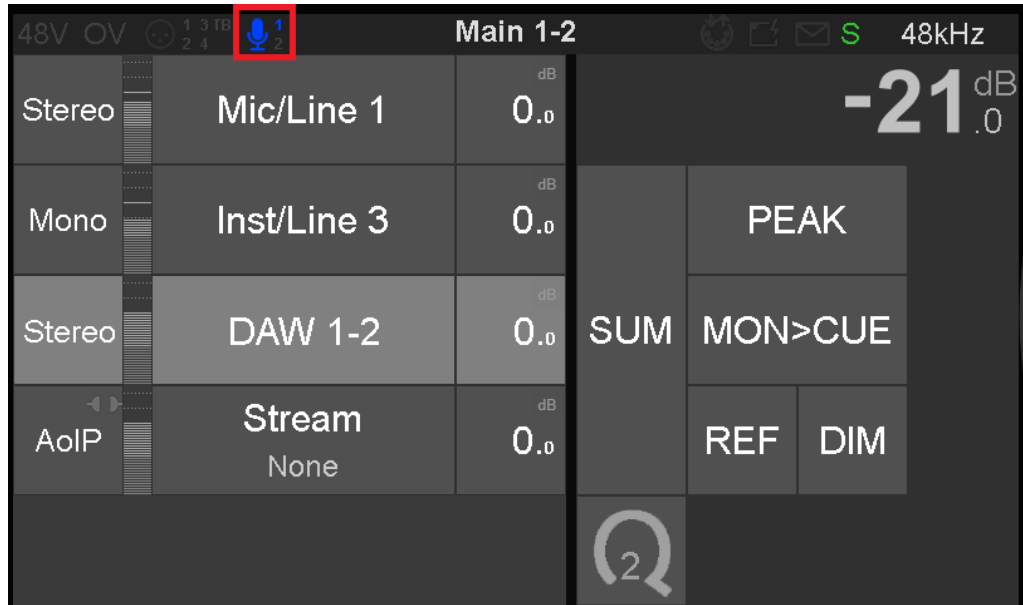 48V OV 1 3 TB 1 Main 1-2 S 48kHz
2 4 2
Stereo Mic/Line 1 dB 0.0
-21.0 dB
Mono Inst/Line 3 dB 0.0
PEAK
Stereo DAW 1-2 dB 0.0
SUM MON>CUE
AoIP Stream dB 0.0
None
REF DIM
2